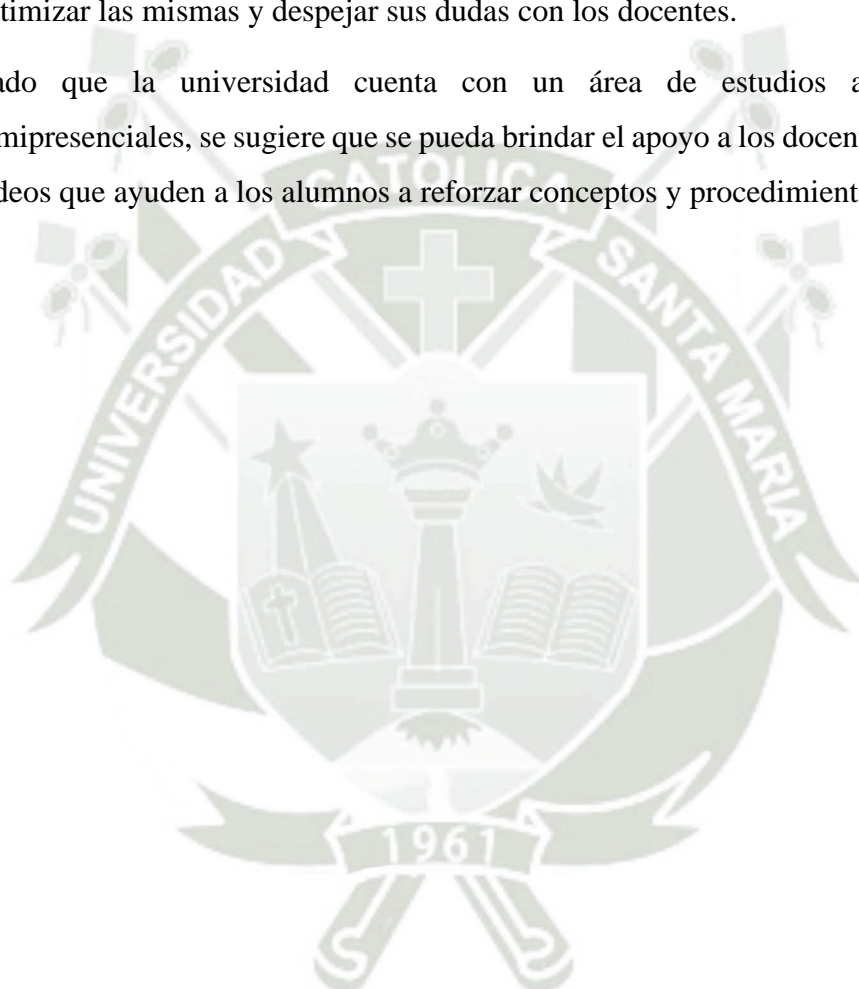 timizar las mismas y despejar sus dudas con los docentes.
ado que la universidad cuenta con un área de estudios a
mipresenciales, se sugiere que se pueda brindar el apoyo a los docen
deos que ayuden a los alumnos a reforzar conceptos y procedimient
UNIVERSIDAD CATOLICA SANTA MARIA
1961